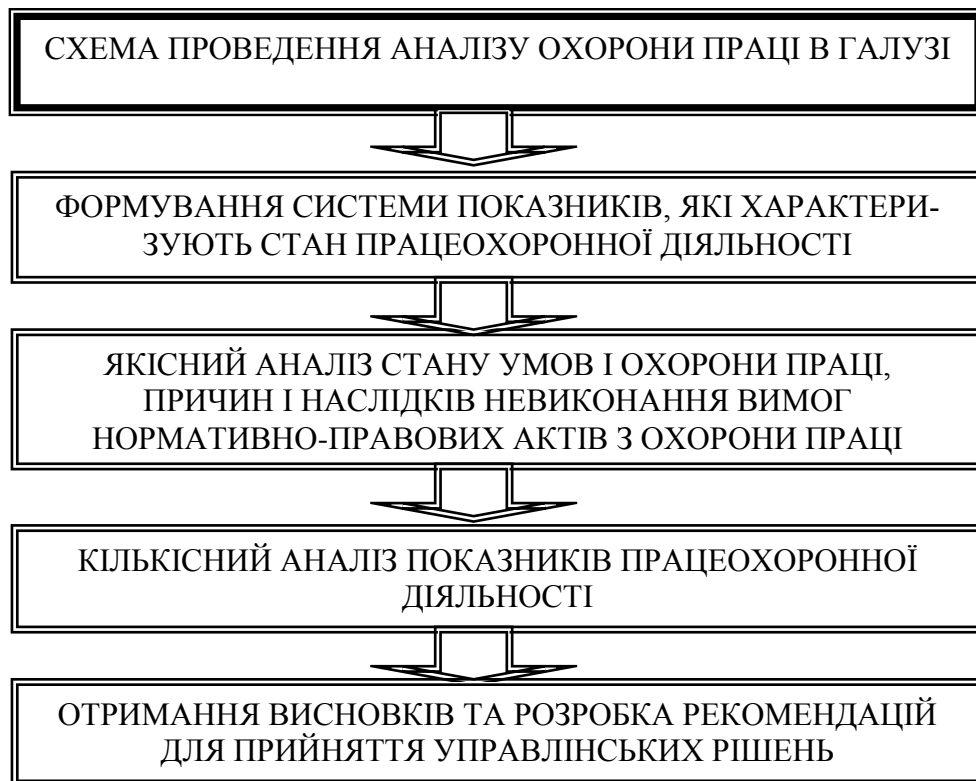 СХЕМА ПРОВЕДЕННЯ АНАЛІЗУ ОХОРОНИ ПРАЦІ В ГАЛУЗІ
ФОРМУВАННЯ СИСТЕМИ ПОКАЗНИКІВ, ЯКІ ХАРАКТЕРИ-
ЗУЮТЬ СТАН ПРАЦЕОХОРОННОЇ ДІЯЛЬНОСТІ
ЯКІСНИЙ АНАЛІЗ СТАНУ УМОВ І ОХОРОНИ ПРАЦІ,
ПРИЧИН І НАСЛІДКІВ НЕВИКОНАННЯ ВИМОГ
НОРМАТИВНО-ПРАВОВИХ АКТІВ З ОХОРОНИ ПРАЦІ
КІЛЬКІСНИЙ АНАЛІЗ ПОКАЗНИКІВ ПРАЦЕОХОРОННОЇ
ДІЯЛЬНОСТІ
ОТРИМАННЯ ВИСНОВКІВ ТА РОЗРОБКА РЕКОМЕНДАЦІЙ
ДЛЯ ПРИЙНЯТТЯ УПРАВЛІНСЬКИХ РІШЕНЬ